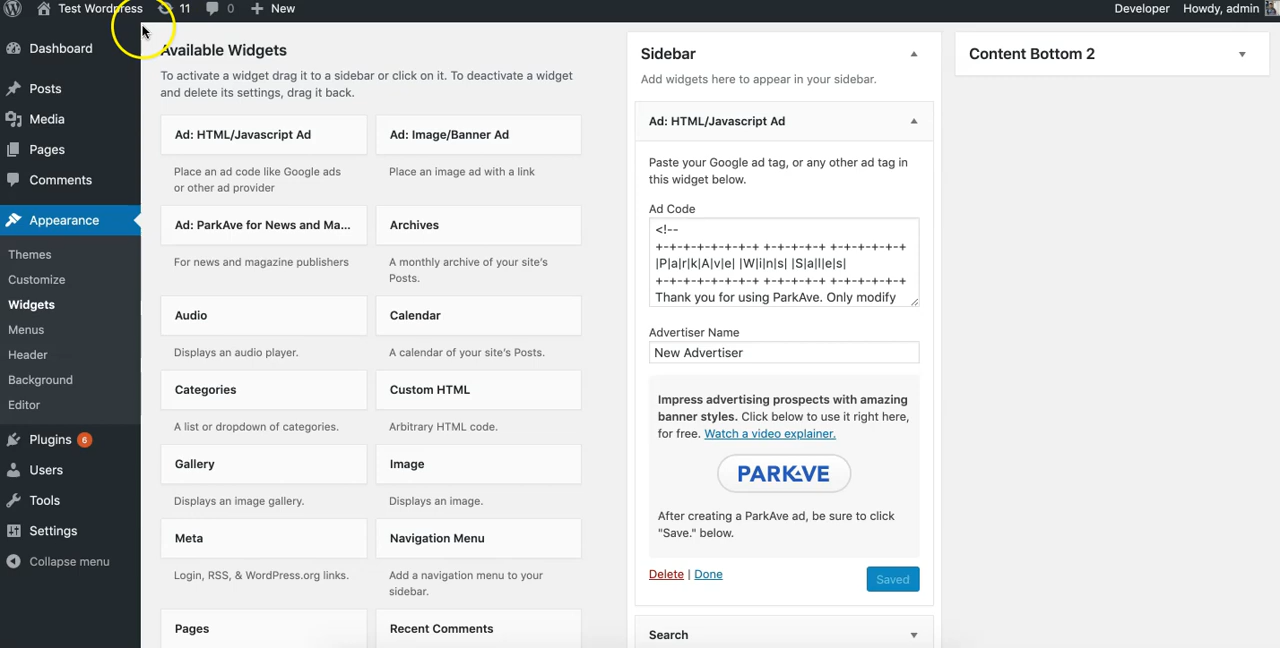 Test Wordpress 11 0 New Developer Howdy, admin
Dashboard
Posts
Media
Pages
Comments
Appearance
Themes
Customize
Widgets
Menus
Header
Background
Editor
Plugins 6
Users
Tools
Settings
Collapse menu
Available Widgets
To activate a widget drag it to a sidebar or click on it. To deactivate a widget
and delete its settings, drag it back.
Ad: HTML/Javascript Ad
Place an ad code like Google ads
or other ad provider
Ad: Image/Banner Ad
Place an image ad with a link
Ad: ParkAve for News and Ma...
For news and magazine publishers
Archives
A monthly archive of your site's
Posts.
Audio
Displays an audio player.
Calendar
A calendar of your site's Posts.
Categories
A list or dropdown of categories.
Custom HTML
Arbitrary HTML code.
Gallery
Displays an image gallery.
Image
Displays an image.
Meta
Login, RSS, & WordPress.org links.
Navigation Menu
Add a navigation menu to your
sidebar.
Pages
Recent Comments
Sidebar
Add widgets here to appear in your sidebar.
Ad: HTML/Javascript Ad
Paste your Google ad tag, or any other ad tag in
this widget below.
Ad Code
<!--
+-+-+-+-+-+-+-+ +-+-+-+-+ +-+-+-+-+-+
|P|a|r|k|A|v|e| |W|i|n|s| |S|a|l|e|s|
+-+-+-+-+-+-+-+ +-+-+-+-+ +-+-+-+-+-+
Thank you for using ParkAve. Only modify
Advertiser Name
New Advertiser
Impress advertising prospects with amazing
banner styles. Click below to use it right here,
for free. Watch a video explainer.
PARKAVE
After creating a ParkAve ad, be sure to click
"Save." below.
Delete | Done
Saved
Search
Content Bottom 2